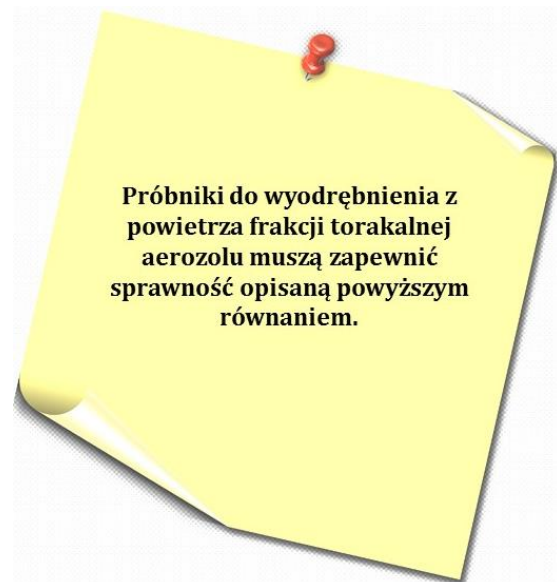 Próbniki do wyodrębnienia z
powietrza frakcji torakalnej
aerozolu muszą zapewnić
sprawność opisaną powyższym
równaniem.